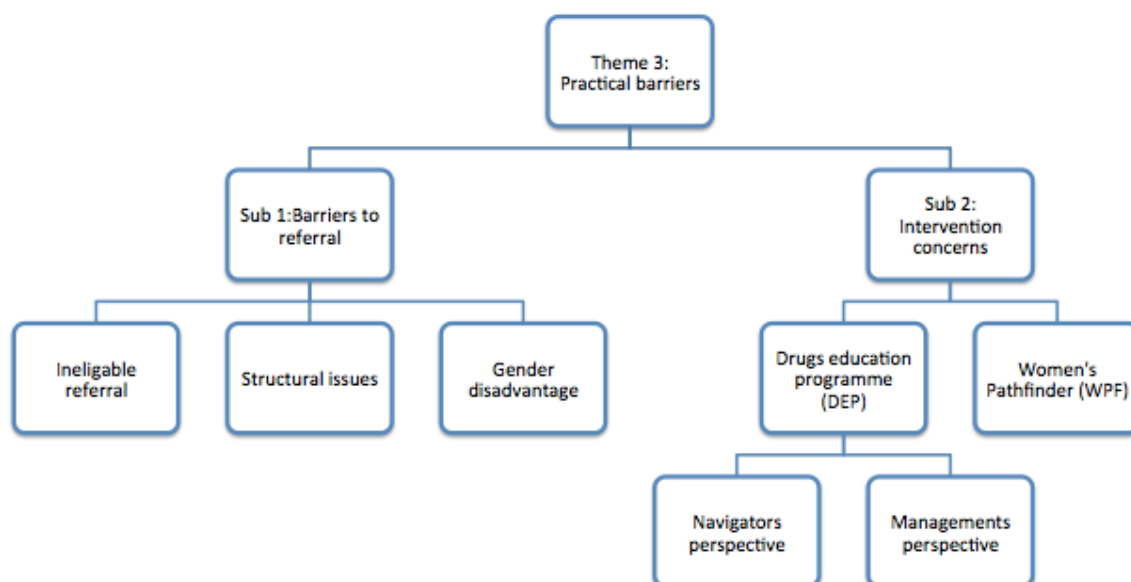 Theme 3:
Practical barriers
Sub 1:Barriers to
referral
Sub 2:
Intervention
concerns
Ineligable
referral
Structural issues
Gender
disadvantage
Drugs education
programme
(DEP)
Women's
Pathfinder (WPF)
Navigators
perspective
Managements
perspective